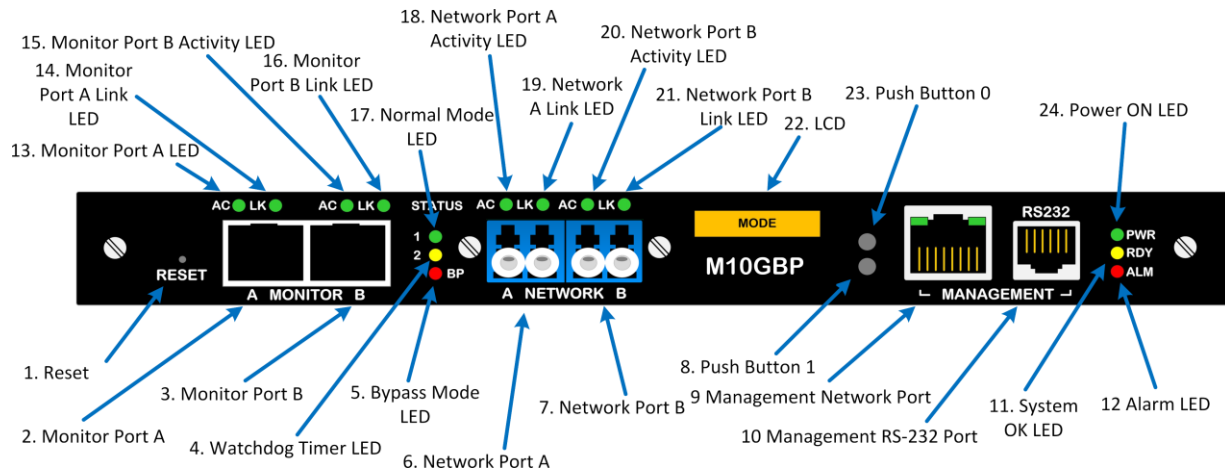 18. Network Port A
Activity LED
20. Network Port B
Activity LED
15. Monitor Port B Activity LED
14. Monitor
Port A Link
LED
16. Monitor
Port B Link LED
17. Normal Mode
LED
19. Network
A Link LED
21. Network Port B
Link LED
22. LCD
23. Push Button 0
24. Power ON LED
13. Monitor Port A LED
AC LK AC LK STATUS AC LK AC LK
1
2
BP
MODE
RS232
PWR
RDY
ALM
RESET
M10GBP
A MONITOR B
A NETWORK B
MANAGEMENT
1. Reset
2. Monitor Port A
3. Monitor Port B
4. Watchdog Timer LED
5. Bypass Mode
LED
6. Network Port A
7. Network Port B
8. Push Button 1
9 Management Network Port
10 Management RS-232 Port
11. System
OK LED
12 Alarm LED